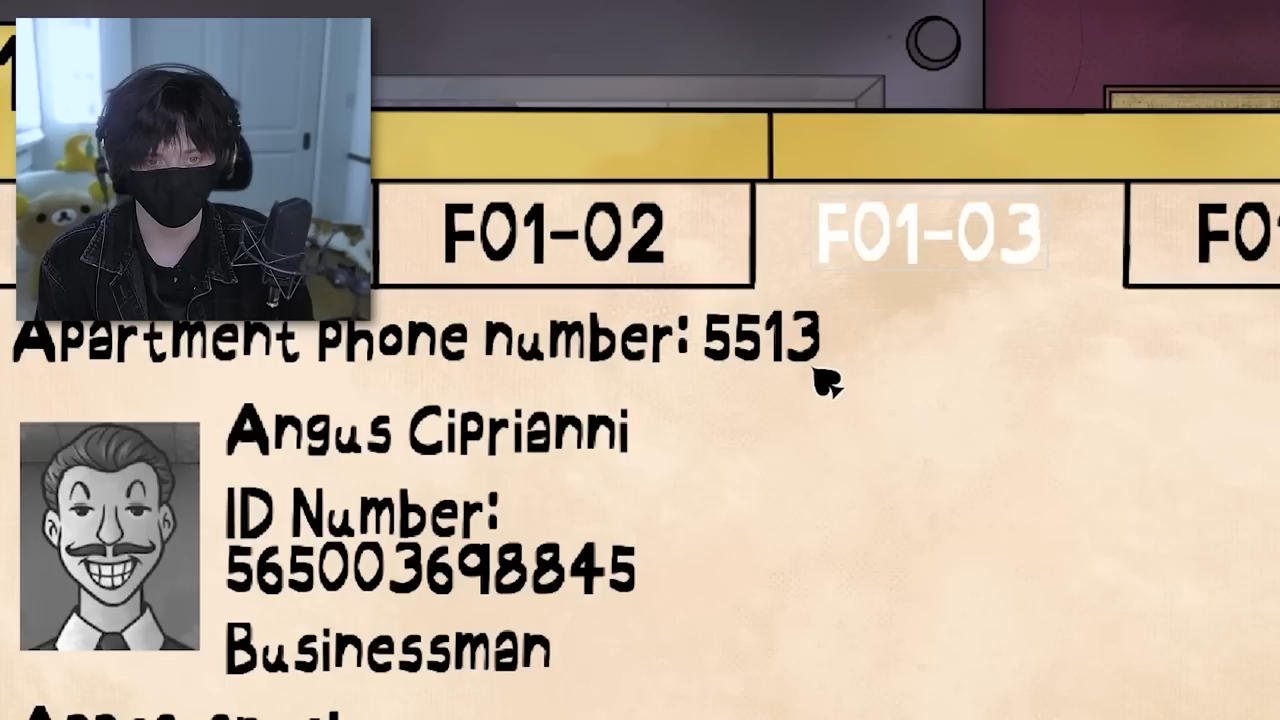 F01-02
F01-03
Apartment phone number: 5513
Angus Ciprianni
ID Number:
565003698845
Businessman